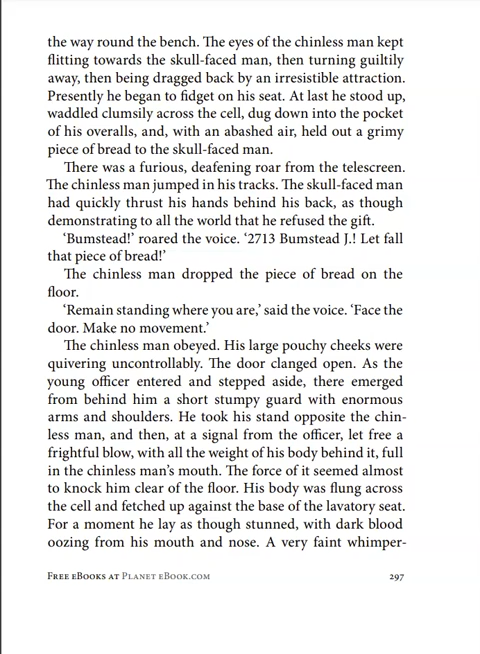 the way round the bench. The eyes of the chinless man kept
flitting towards the skull-faced man, then turning guiltily
away, then being dragged back by an irresistible attraction.
Presently he began to fidget on his seat. At last he stood up,
waddled clumsily across the cell, dug down into the pocket
of his overalls, and, with an abashed air, held out a grimy
piece of bread to the skull-faced man.
There was a furious, deafening roar from the telescreen.
The chinless man jumped in his tracks. The skull-faced man
had quickly thrust his hands behind his back, as though
demonstrating to all the world that he refused the gift.
‘Bumstead!’ roared the voice. ‘2713 Bumstead J.! Let fall
that piece of bread!’
The chinless man dropped the piece of bread on the
floor.
‘Remain standing where you are,’ said the voice. ‘Face the
door. Make no movement.’
The chinless man obeyed. His large pouchy cheeks were
quivering uncontrollably. The door clanged open. As the
young officer entered and stepped aside, there emerged
from behind him a short stumpy guard with enormous
arms and shoulders. He took his stand opposite the chin-
less man, and then, at a signal from the officer, let free a
frightful blow, with all the weight of his body behind it, full
in the chinless man’s mouth. The force of it seemed almost
to knock him clear of the floor. His body was flung across
the cell and fetched up against the base of the lavatory seat.
For a moment he lay as though stunned, with dark blood
oozing from his mouth and nose. A very faint whimper-
Free eBooks at Planet eBook.com 297